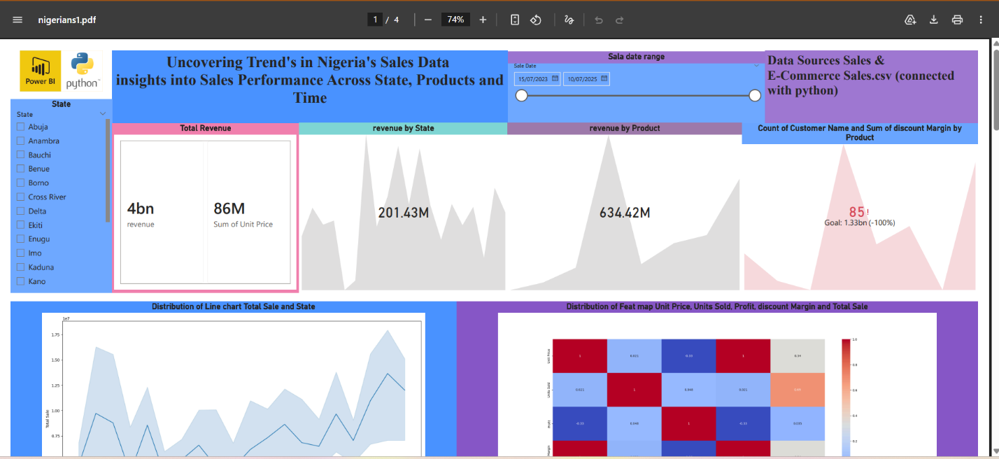 nigerians1.pdf
1 / 4
74%
Power BI
python
Uncovering Trend's in Nigeria's Sales Data
insights into Sales Performance Across State, Products and
Time
Sala date range
Sale Date
15/07/2023
10/07/2025
Data Sources Sales &
E-Commerce Sales.csv (connected
with python)
State
State
Abuja
Anambra
Bauchi
Benue
Borno
Cross River
Delta
Ekiti
Enugu
Imo
Kaduna
Kano
Total Revenue
4bn
revenue
86M
Sum of Unit Price
revenue by State
201.43M
revenue by Product
634.42M
Count of Customer Name and Sum of discount Margin by
Product
85!
Goal: 1.33bn (-100%)
Distribution of Line chart Total Sale and State
1e7
1.75
1.50
1.25
1.00
0.75
Total Sale
Distribution of Feat map Unit Price, Units Sold, Profit, discount Margin and Total Sale
Unit Price
1 0.021 -0.33 1 0.54
Units Sold
0.021 1 0.048 0.021
Profit
-0.33 0.048 1 -0.33 0.035
1.0
0.8
0.6
0.4
0.2